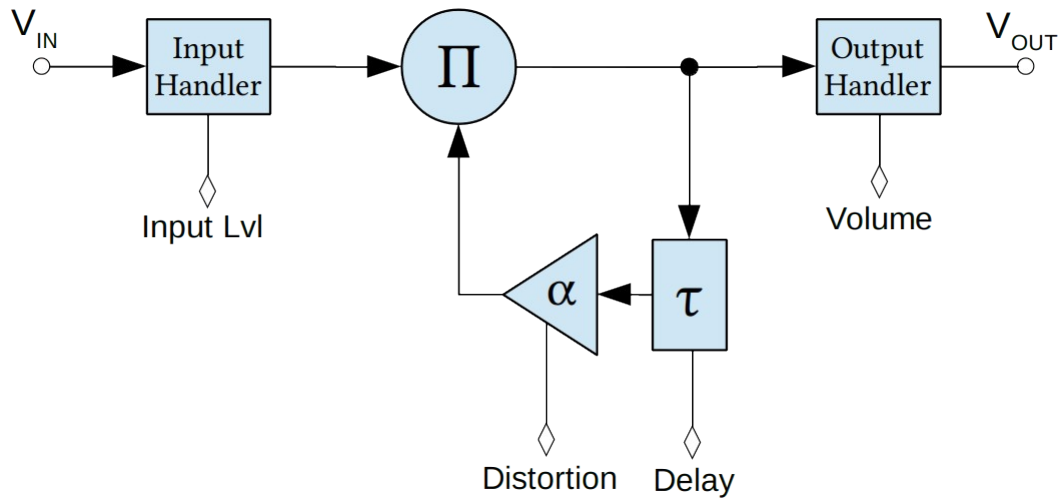 V_IN
Input
Handler
Π
Output
Handler
V_OUT
Input Lvl
Volume
α
τ
Distortion
Delay